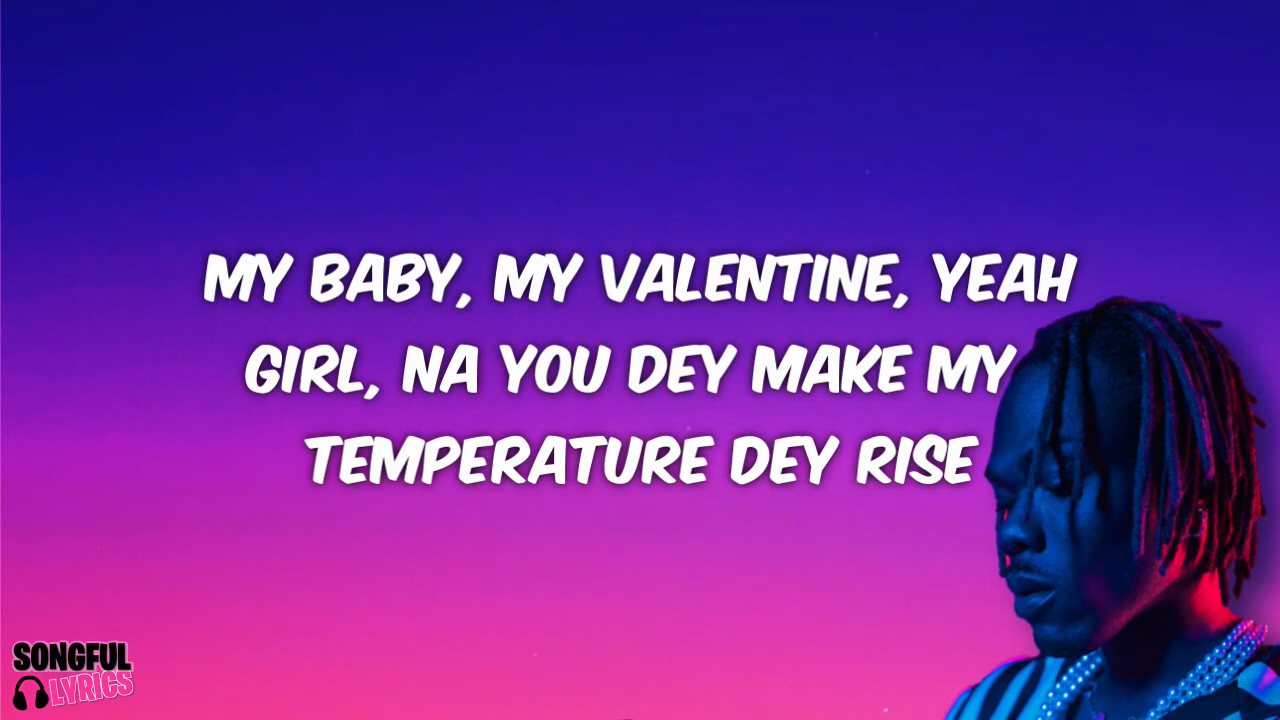 MY BABY, MY VALENTINE, YEAH
GIRL, NA YOU DEY MAKE MY
TEMPERATURE DEY RISE
SONGFUL
LYRICS